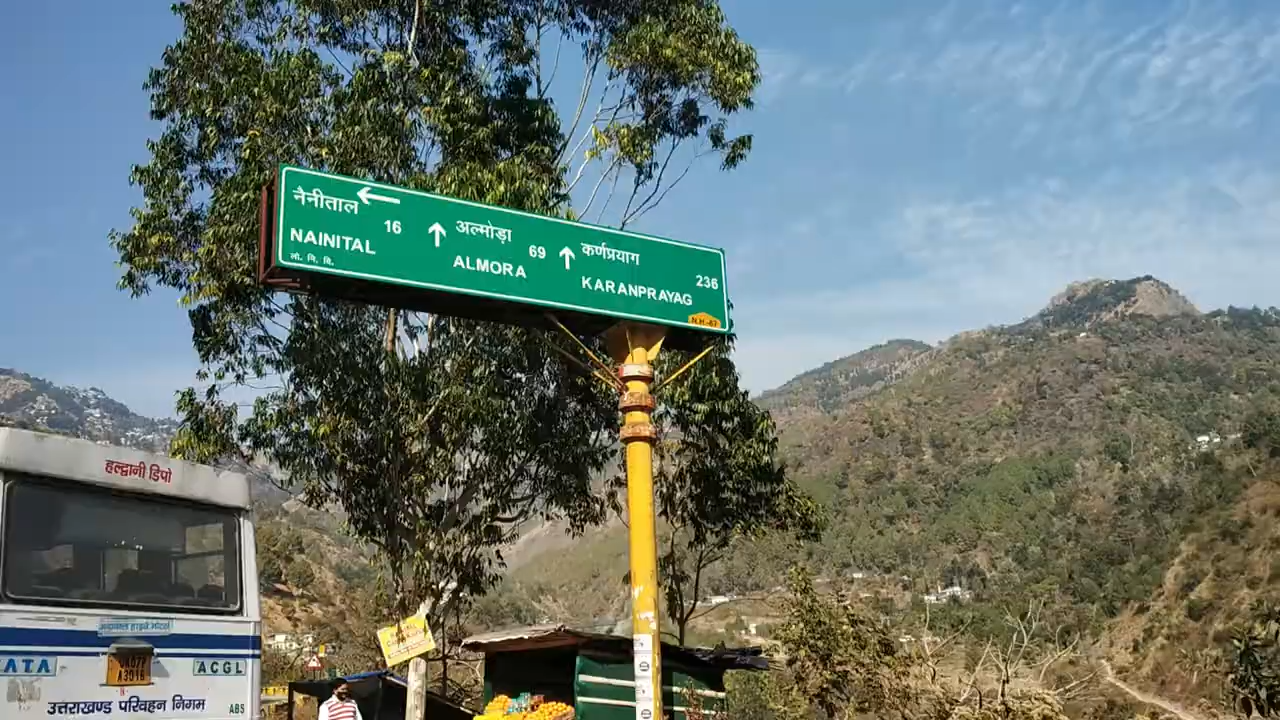 नैनीताल ← 16
NAINITAL
लो. नि. वि.
↑ अल्मोड़ा 69
ALMORA
↑ कर्णप्रयाग 236
KARANPRAYAG
N.H.-87
हल्द्वानी डिपो
TATA
ACGL
उत्तराखण्ड परिवहन निगम
ABS